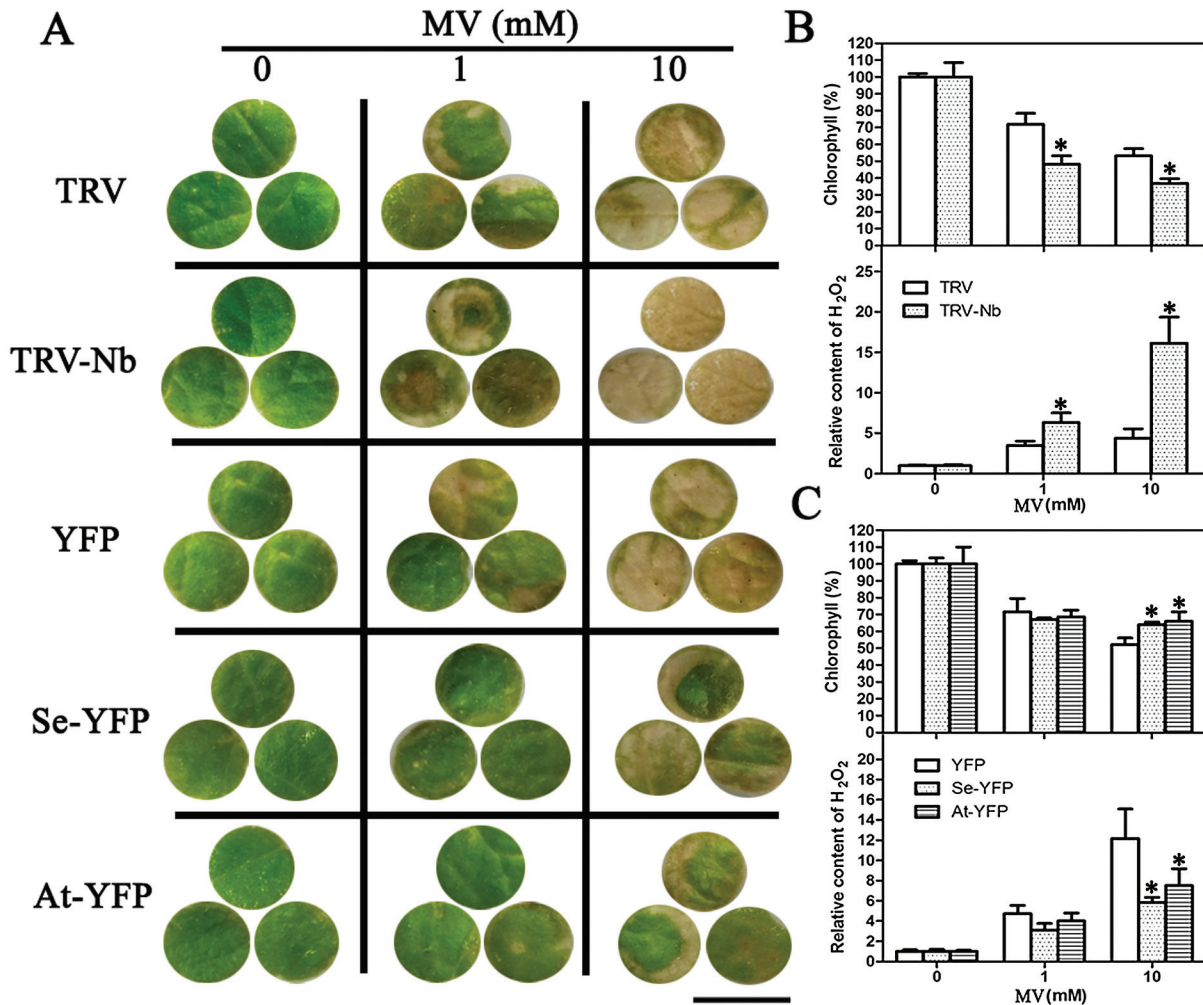 A
MV (mM)
0 1 10
TRV
TRV-Nb
YFP
Se-YFP
At-YFP
B
Chlorophyll (%)
120
110
100
90
80
70
60
50
40
30
20
10
0
* *
Relative content of H₂O₂
25
20
15
10
5
0
TRV
TRV-Nb
* *
0 1 10
MV (mM)
C
Chlorophyll (%)
120
110
100
90
80
70
60
50
40
30
20
10
0
* *
Relative content of H₂O₂
20
18
16
14
12
10
8
6
4
2
0
YFP
Se-YFP
At-YFP
* *
0 1 10
MV (mM)